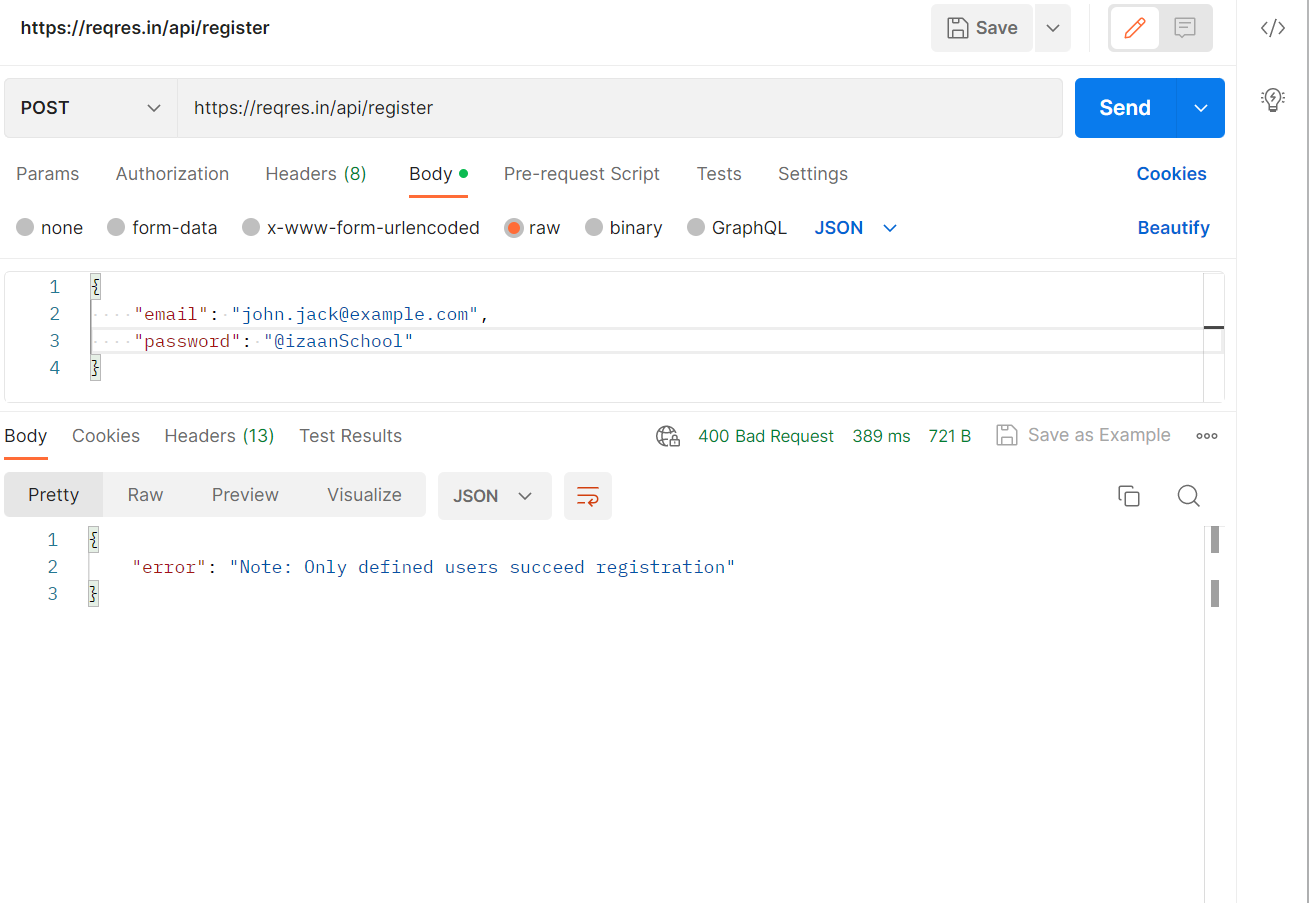 https://reqres.in/api/register
Save
POST
https://reqres.in/api/register
Send
Params Authorization Headers (8) Body Pre-request Script Tests Settings Cookies
none form-data x-www-form-urlencoded raw binary GraphQL JSON Beautify
1 {
2 "email": "john.jack@example.com",
3 "password": "@izaanSchool"
4 }
Body Cookies Headers (13) Test Results 400 Bad Request 389 ms 721 B Save as Example
Pretty Raw Preview Visualize JSON
1 {
2 "error": "Note: Only defined users succeed registration"
3 }